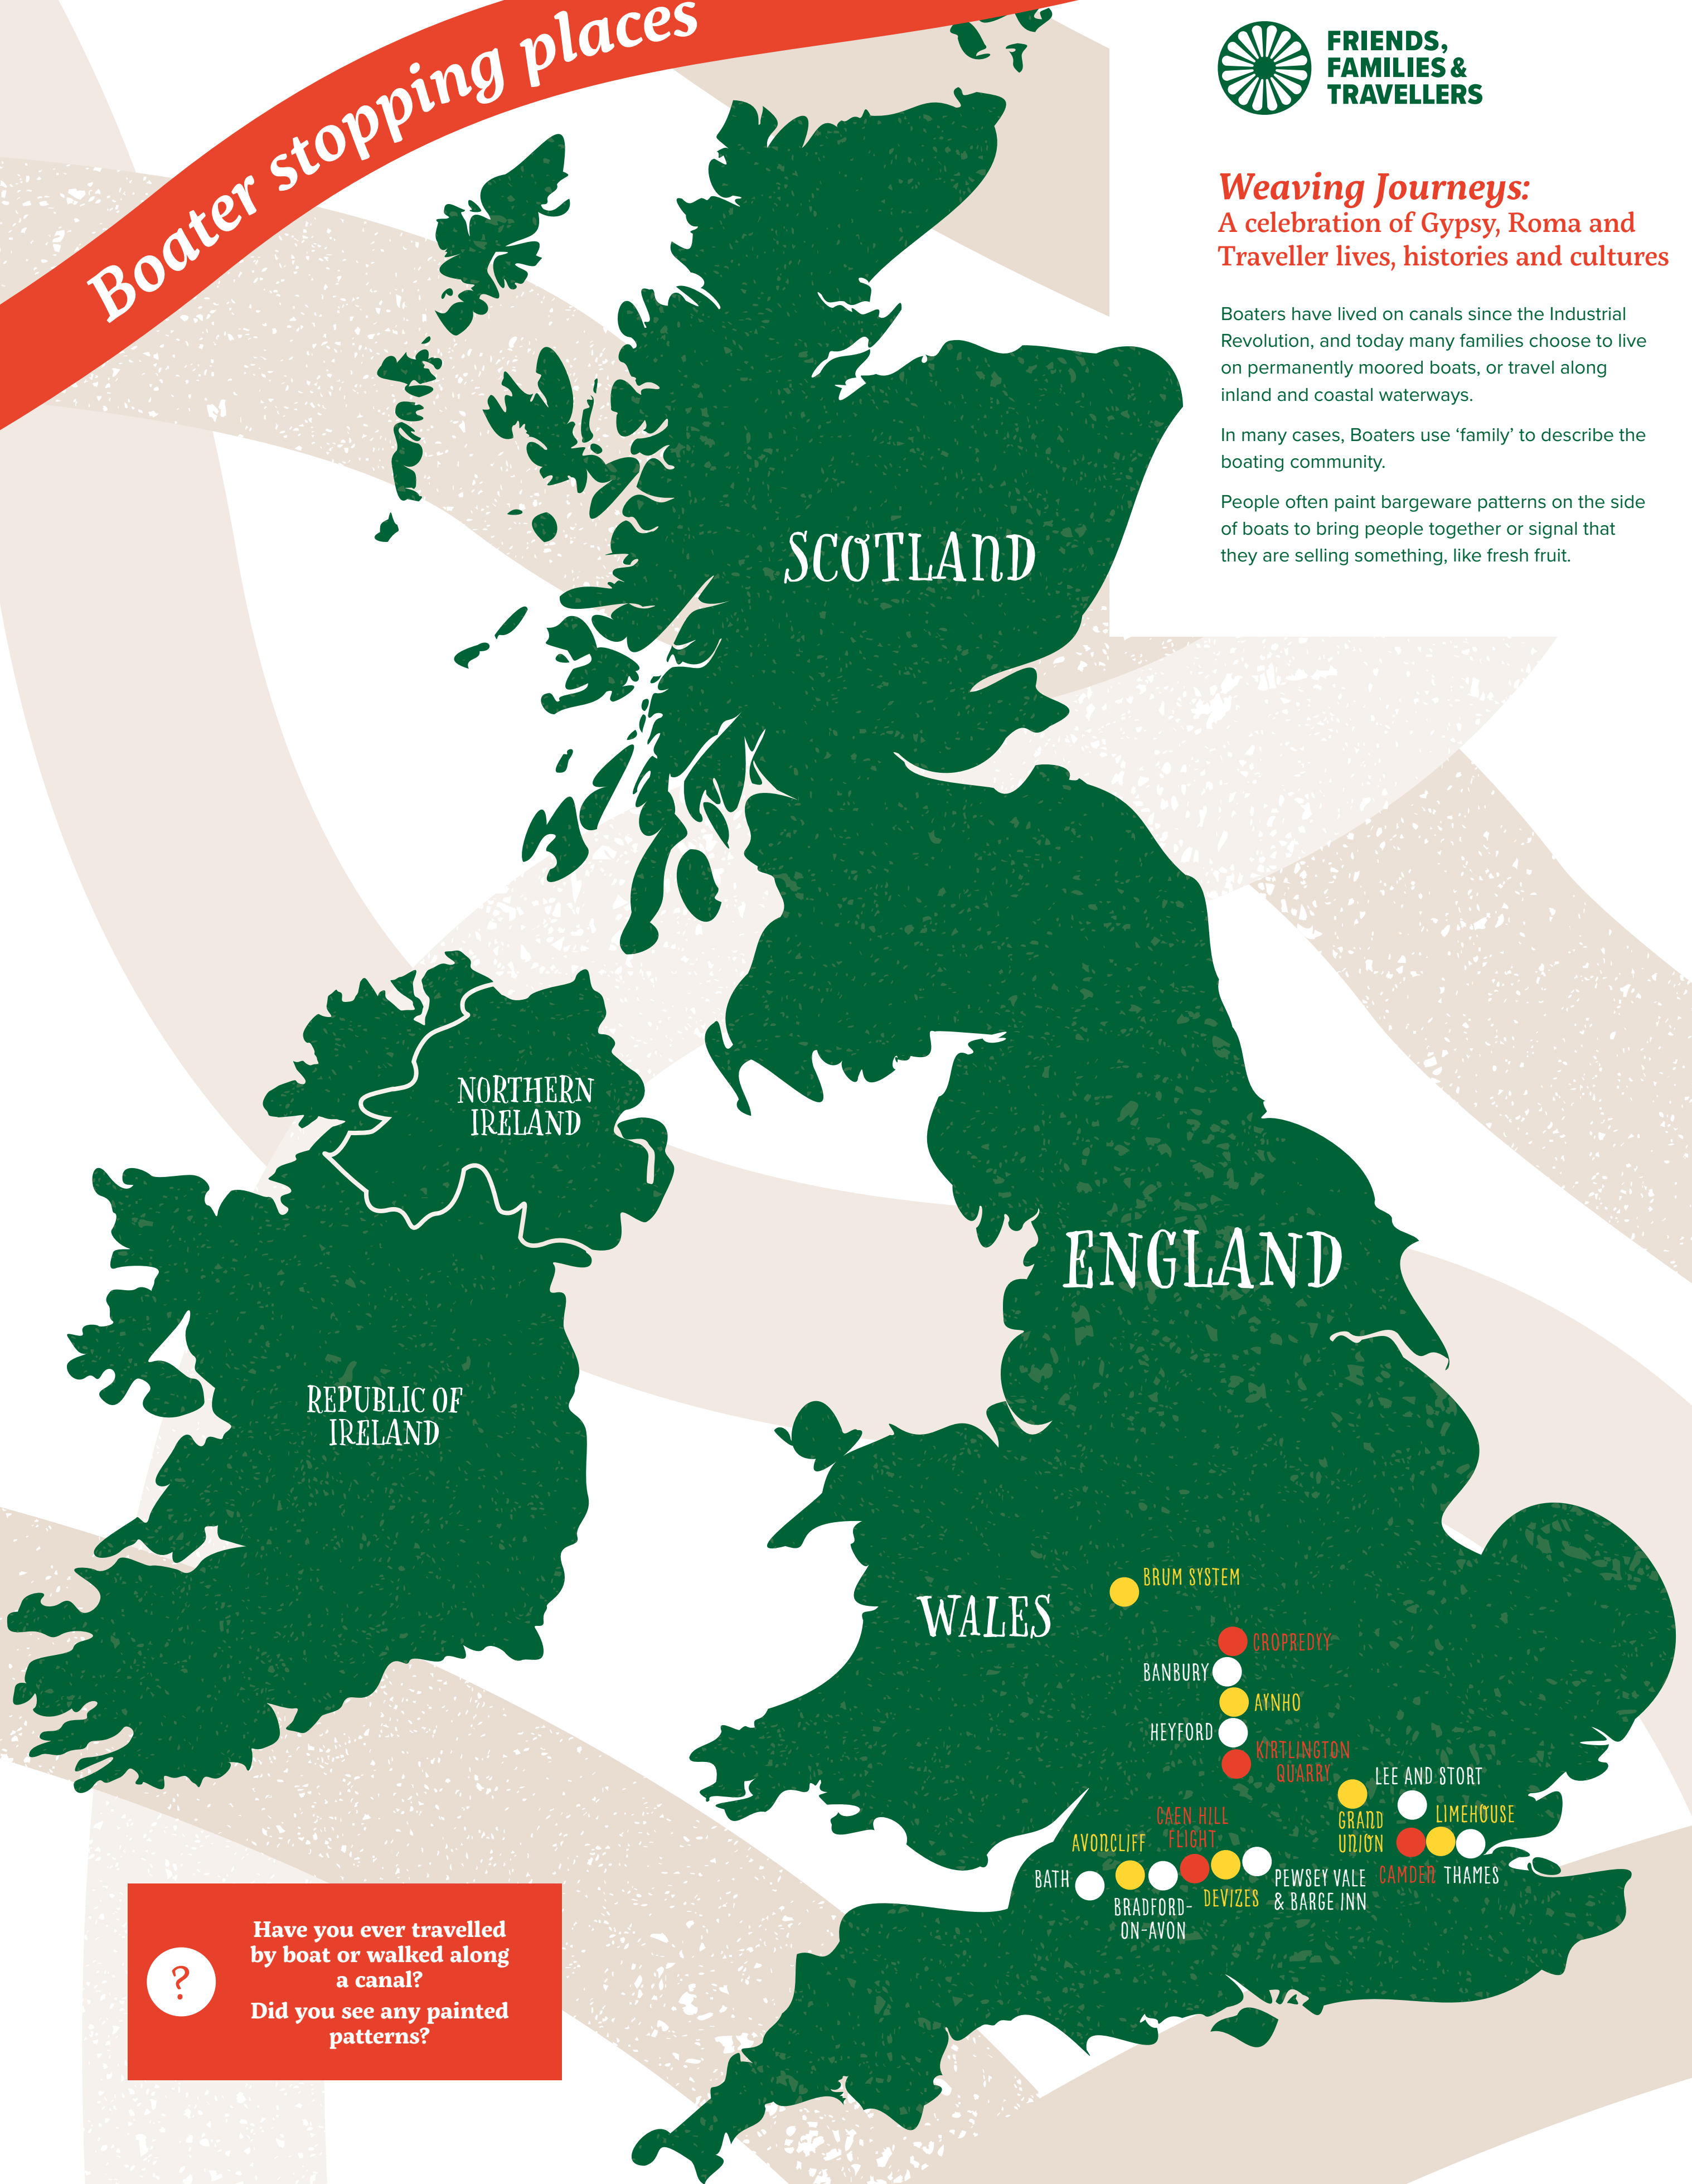 Boater stopping places
FRIENDS,
FAMILIES &
TRAVELLERS
Weaving Journeys:
A celebration of Gypsy, Roma and
Traveller lives, histories and cultures
Boaters have lived on canals since the Industrial
Revolution, and today many families choose to live
on permanently moored boats, or travel along
inland and coastal waterways.
In many cases, Boaters use ‘family’ to describe the
boating community.
People often paint bargeware patterns on the side
of boats to bring people together or signal that
they are selling something, like fresh fruit.
SCOTLAND
NORTHERN
IRELAND
ENGLAND
REPUBLIC OF
IRELAND
WALES
BRUM SYSTEM
CROPREDYY
BANBURY
AYNHO
HEYFORD
KIRTLINGTON
QUARRY
LEE AND STORT
GRAND
UNION
LIMEHOUSE
CAMDEN
THAMES
CAEN HILL
FLIGHT
AVONCLIFF
BATH
BRADFORD-
ON-AVON
DEVIZES
PEWSEY VALE
& BARGE INN
?
Have you ever travelled
by boat or walked along
a canal?
Did you see any painted
patterns?